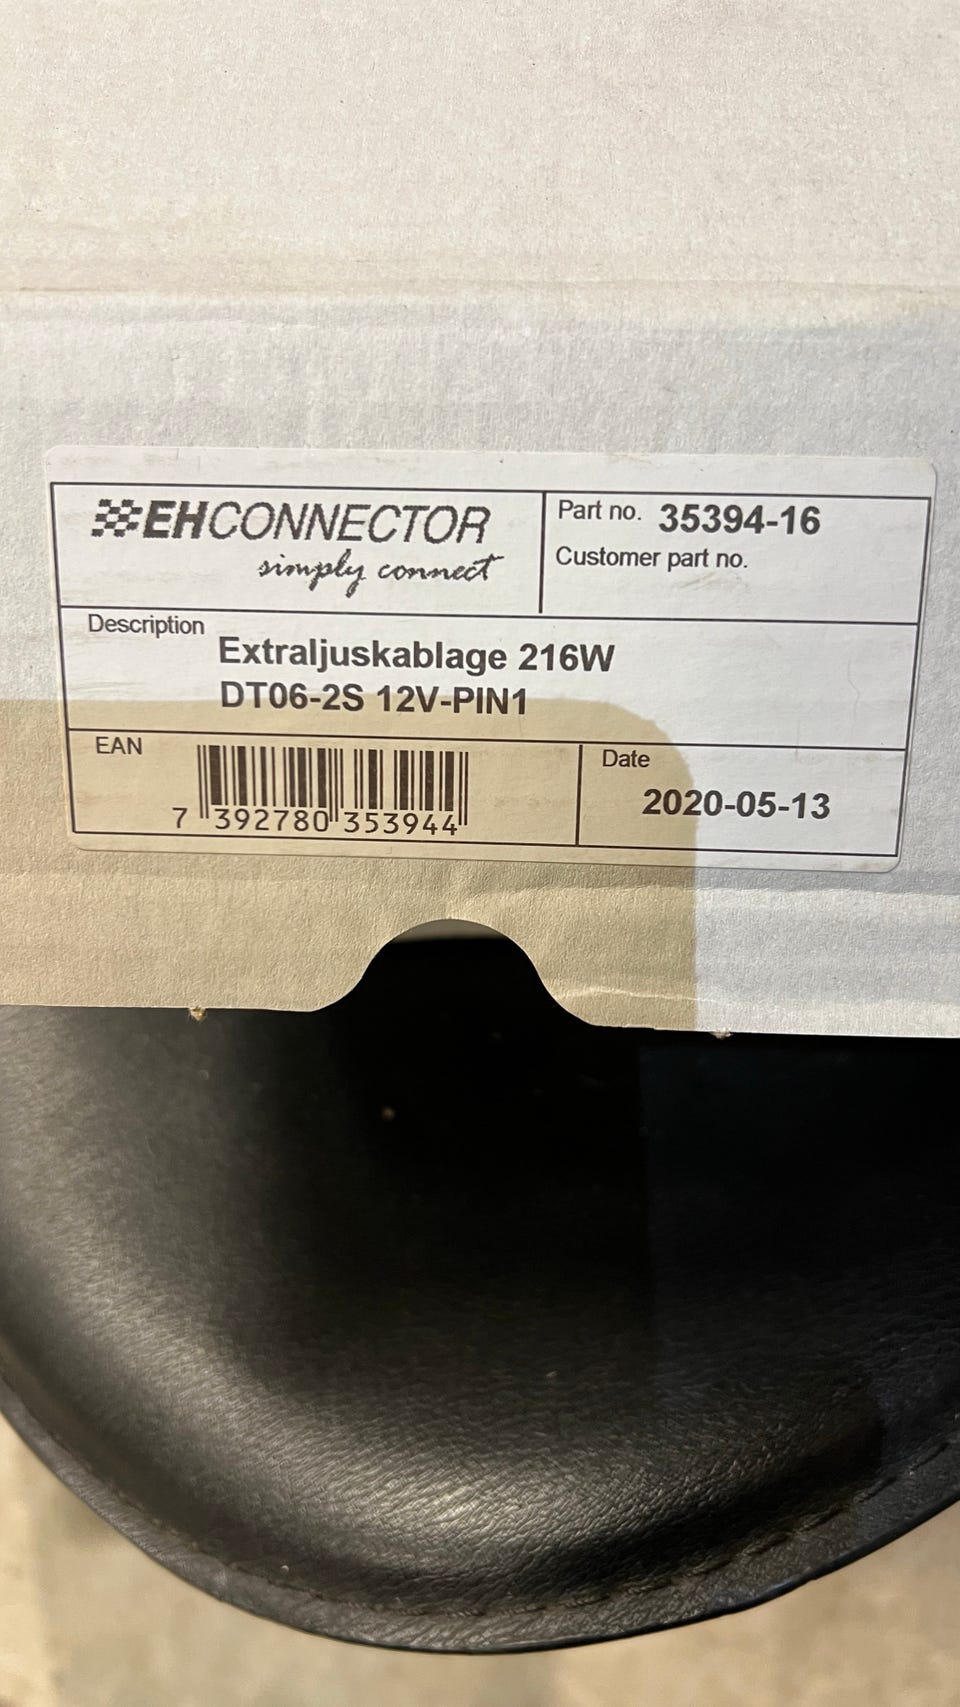 EHCONNECTOR
simply connect
Part no. 35394-16
Customer part no.
Description
Extraljuskablage 216W
DT06-2S 12V-PIN1
EAN
7 392780 353944
Date
2020-05-13